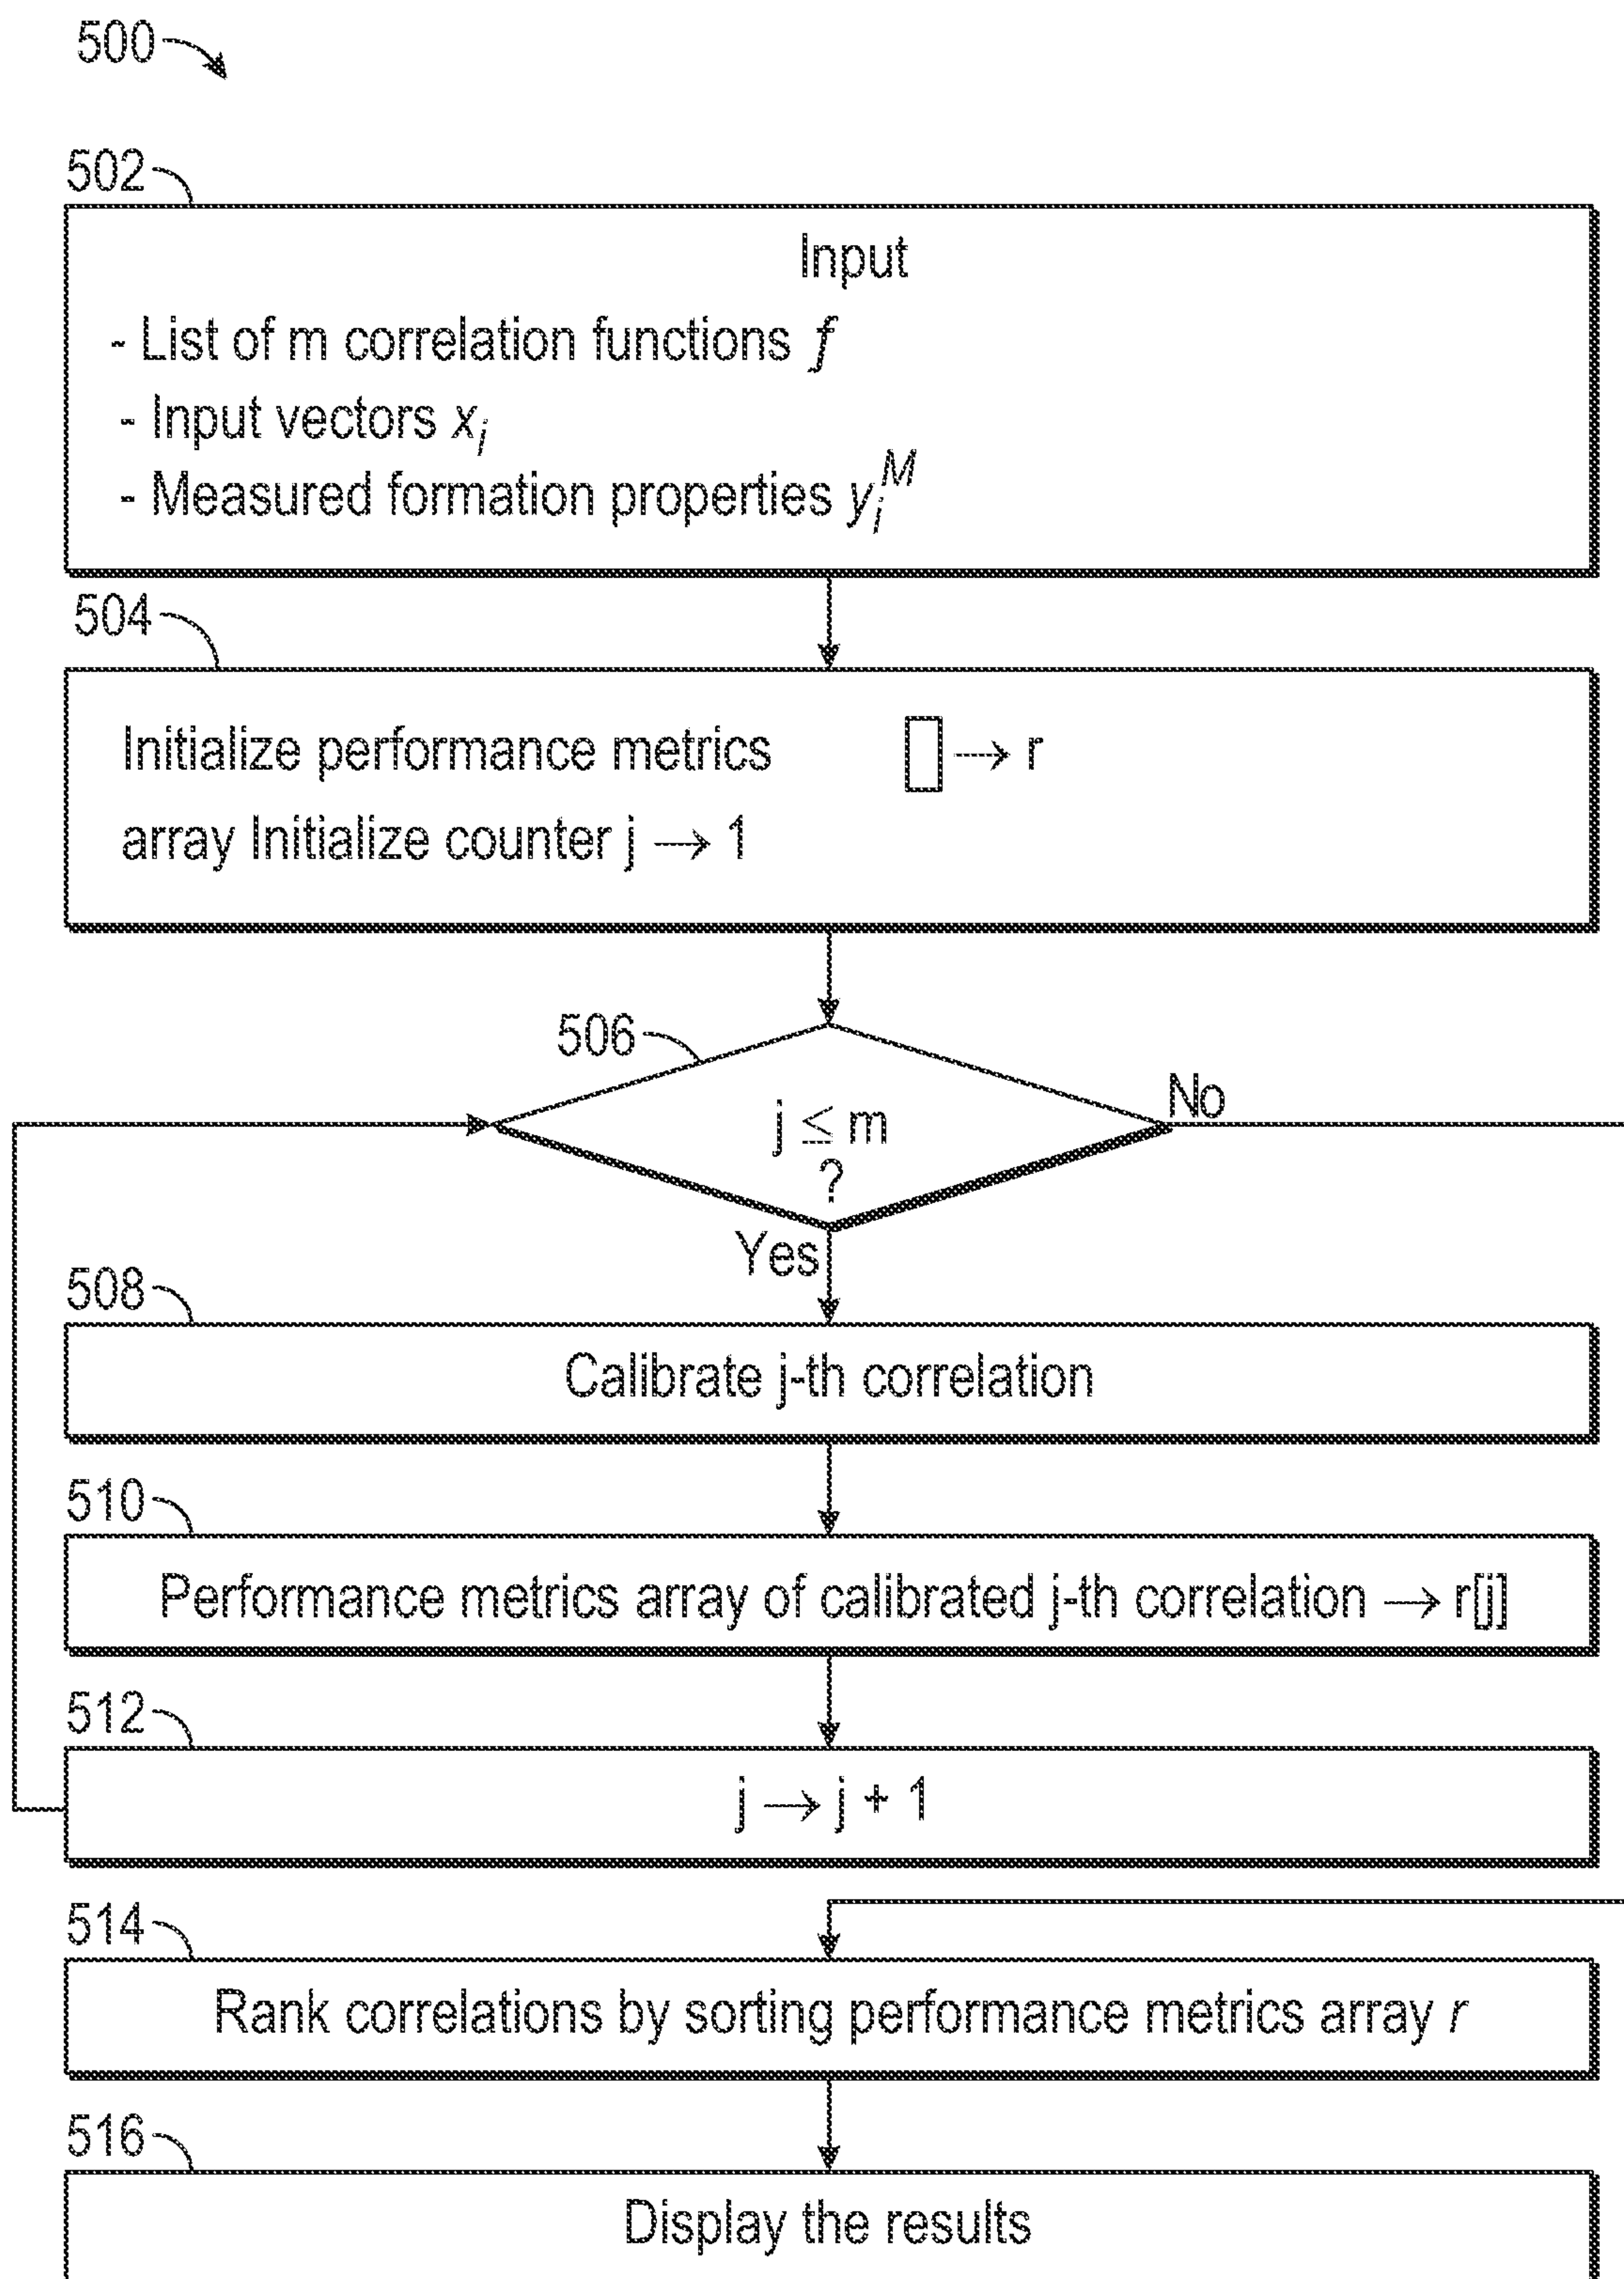 500
502
Input
- List of m correlation functions f
- Input vectors xᵢ
- Measured formation properties yᵢᴹ
504
Initialize performance metrics → r
array Initialize counter j → 1
506
j ≤ m
?
No
Yes
508
Calibrate j-th correlation
510
Performance metrics array of calibrated j-th correlation → r[j]
512
j → j + 1
514
Rank correlations by sorting performance metrics array r
516
Display the results